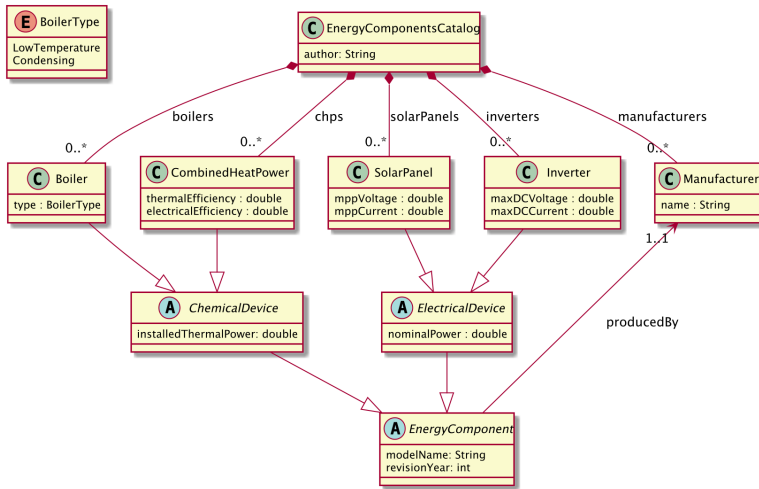 E BoilerType
LowTemperature
Condensing
C EnergyComponentsCatalog
author: String
boilers
chps
solarPanels
inverters
manufacturers
0..*
0..*
0..*
0..*
0..*
C Boiler
type : BoilerType
C CombinedHeatPower
thermalEfficiency : double
electricalEfficiency : double
C SolarPanel
mppVoltage : double
mppCurrent : double
C Inverter
maxDCVoltage : double
maxDCCurrent : double
C Manufacturer
name : String
1..1
A ChemicalDevice
installedThermalPower: double
A ElectricalDevice
nominalPower : double
producedBy
A EnergyComponent
modelName: String
revisionYear: int